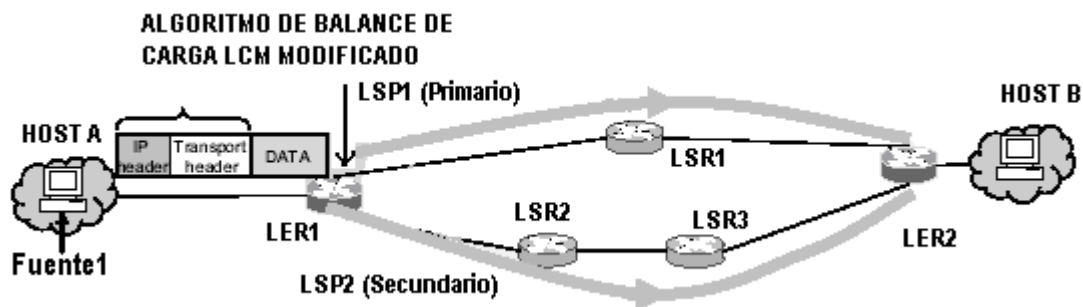 ALGORITMO DE BALANCE DE
CARGA LCM MODIFICADO
LSP1 (Primario)
HOST A
HOST B
IP header
Transport header
DATA
LSR1
LER1
LSR2
LSR3
LER2
Fuente1
LSP2 (Secundario)